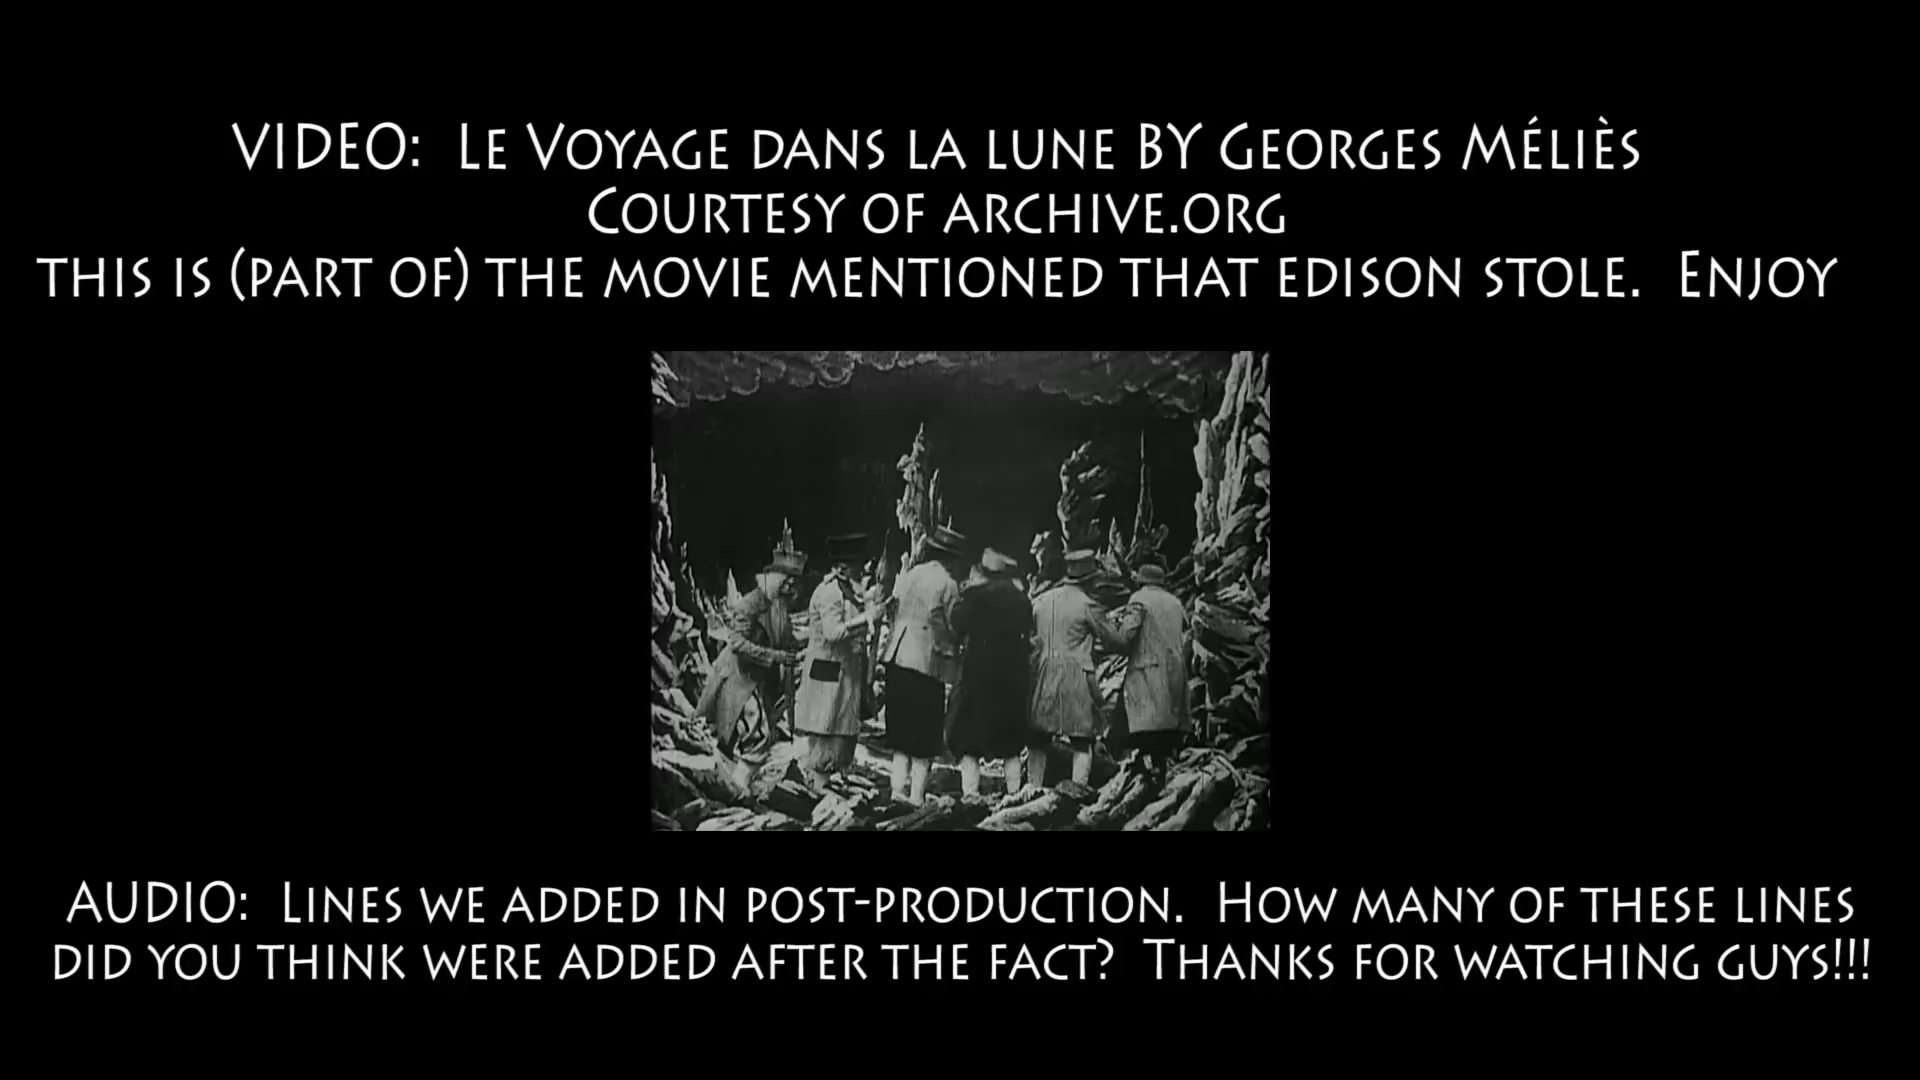 VIDEO: Le Voyage dans la lune by Georges Méliès
Courtesy of archive.org
this is (part of) the movie mentioned that edison stole. Enjoy
AUDIO: Lines we added in post-production. How many of these lines
did you think were added after the fact? Thanks for watching guys!!!